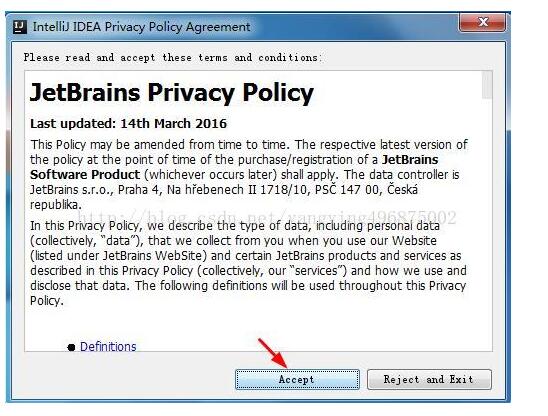 IntelliJ IDEA Privacy Policy Agreement
Please read and accept these terms and conditions:
JetBrains Privacy Policy
Last updated: 14th March 2016
This Policy may be amended from time to time. The respective latest version of
the policy at the point of time of the purchase/registration of a JetBrains
Software Product (whichever occurs later) shall apply. The data controller is
JetBrains s.r.o., Praha 4, Na hřebenech II 1718/10, PSČ 147 00, Česká
republika.
http://blog.csdn.net/yangying496875002
In this Privacy Policy, we describe the type of data, including personal data
(collectively, “data”), that we collect from you when you use our Website
(listed under JetBrains WebSite) and certain JetBrains products and services as
described in this Privacy Policy (collectively, our “services”) and how we use and
disclose that data. The following definitions will be used throughout this Privacy
Policy.
Definitions
Accept
Reject and Exit